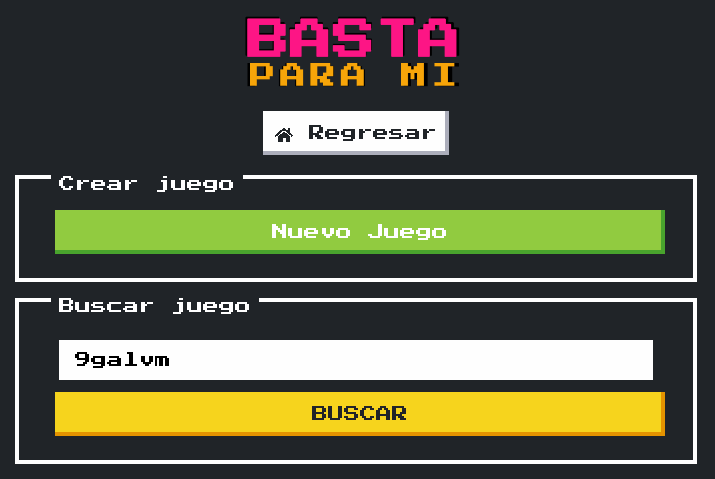 BASTA
PARA MI
Regresar
Crear juego
Nuevo Juego
Buscar juego
9galvm
BUSCAR